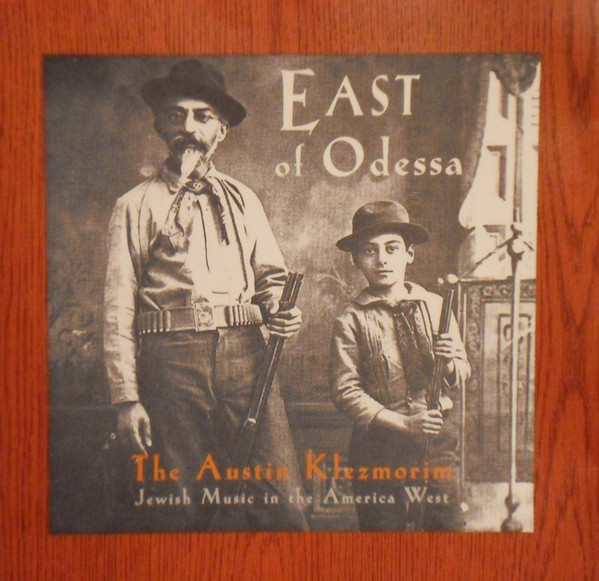 EAST
of Odessa
The Austin Klezmorim
Jewish Music in the America West